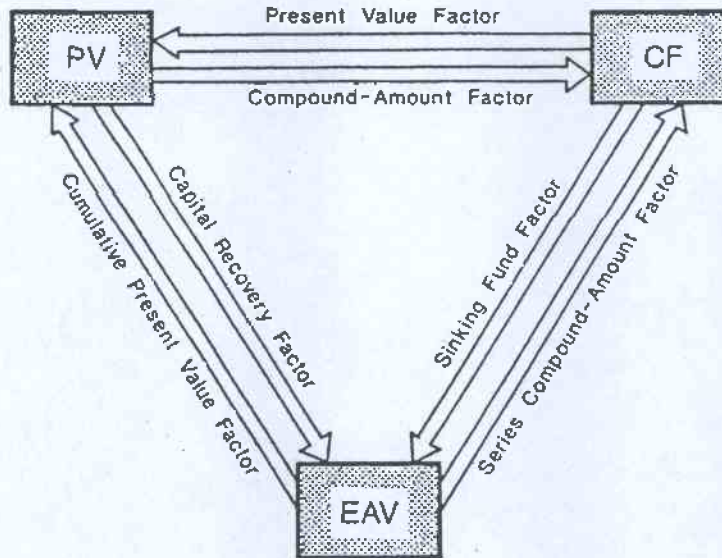 Present Value Factor
PV
CF
Compound-Amount Factor
Capital Recovery Factor
Cumulative Present Value Factor
Sinking Fund Factor
Series Compound-Amount Factor
EAV